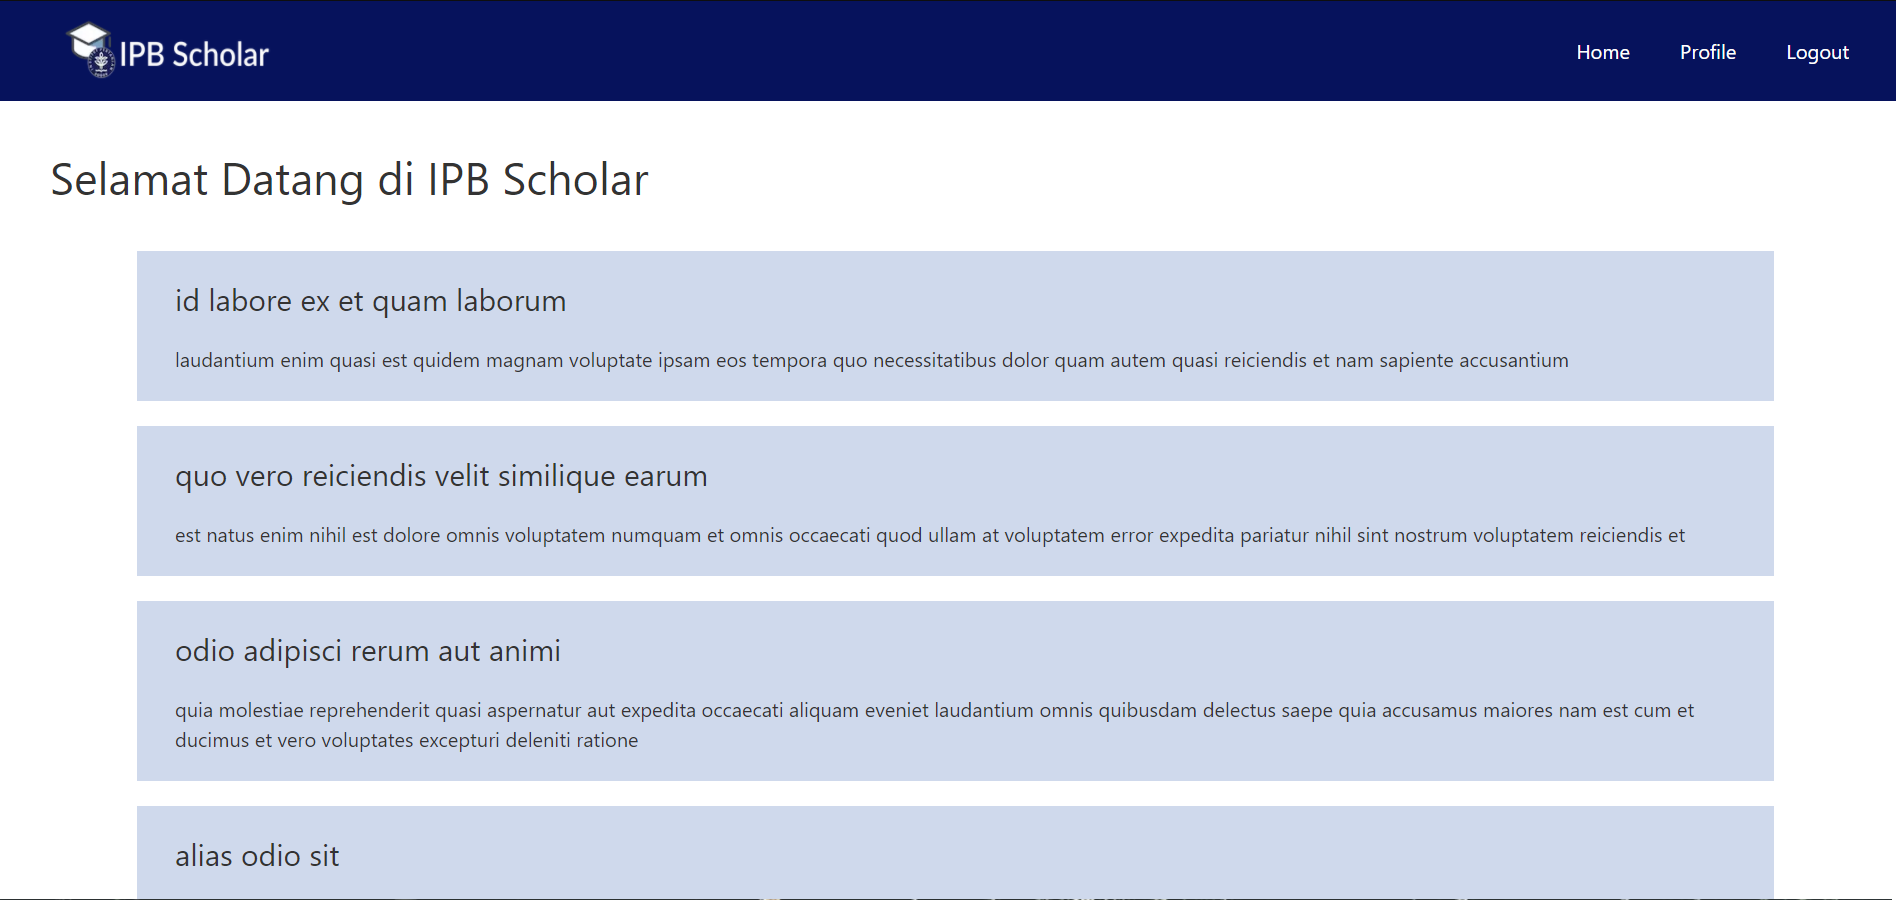 IPB Scholar
Home Profile Logout
Selamat Datang di IPB Scholar
id labore ex et quam laborum
laudantium enim quasi est quidem magnam voluptate ipsam eos tempora quo necessitatibus dolor quam autem quasi reiciendis et nam sapiente accusantium
quo vero reiciendis velit similique earum
est natus enim nihil est dolore omnis voluptatem numquam et omnis occaecati quod ullam at voluptatem error expedita pariatur nihil sint nostrum voluptatem reiciendis et
odio adipisci rerum aut animi
quia molestiae reprehenderit quasi aspernatur aut expedita occaecati aliquam eveniet laudantium omnis quibusdam delectus saepe quia accusamus maiores nam est cum et
ducimus et vero voluptates excepturi deleniti ratione
alias odio sit